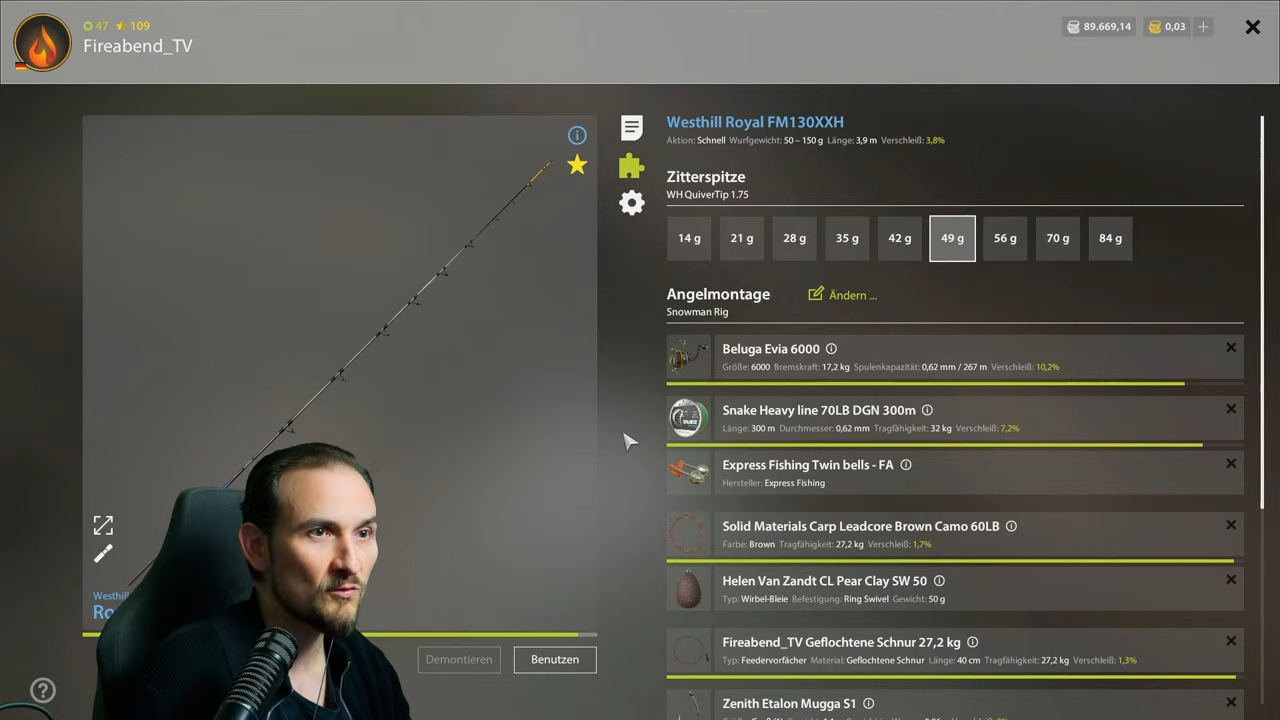 47 109
Fireabend_TV
89.669,14
0,03
Westhill Royal FM130XXH
Aktion: Schnell Wurfgewicht: 50 – 150 g Länge: 3,9 m Verschleiß: 3,8%
Zitterspitze
WH QuiverTip 1.75
14 g 21 g 28 g 35 g 42 g 49 g 56 g 70 g 84 g
Angelmontage Ändern ...
Snowman Rig
Beluga Evia 6000
Größe: 6000 Bremskraft: 17,2 kg Spulenkapazität: 0,62 mm / 267 m Verschleiß: 10,2%
Snake Heavy line 70LB DGN 300m
Länge: 300 m Durchmesser: 0,62 mm Tragfähigkeit: 32 kg Verschleiß: 7,2%
Express Fishing Twin bells - FA
Hersteller: Express Fishing
Solid Materials Carp Leadcore Brown Camo 60LB
Farbe: Brown Tragfähigkeit: 27,2 kg Verschleiß: 1,7%
Helen Van Zandt CL Pear Clay SW 50
Typ: Wirbel-Bleie Befestigung: Ring Swivel Gewicht: 50 g
Fireabend_TV Geflochtene Schnur 27,2 kg
Typ: Feedervorfächer Material: Geflochtene Schnur Länge: 40 cm Tragfähigkeit: 27,2 kg Verschleiß: 1,3%
Zenith Etalon Mugga S1
Westhill
Ro
Demontieren
Benutzen